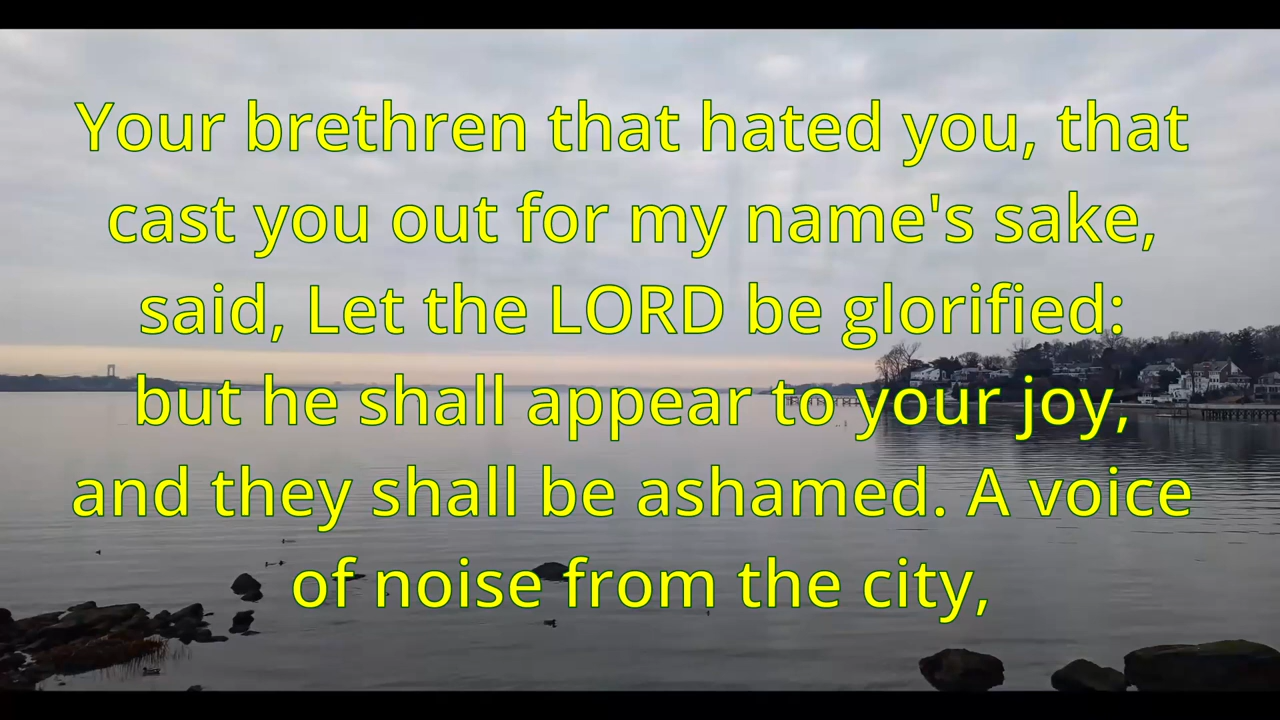 Your brethren that hated you, that
cast you out for my name's sake,
said, Let the LORD be glorified:
but he shall appear to your joy,
and they shall be ashamed. A voice
of noise from the city,